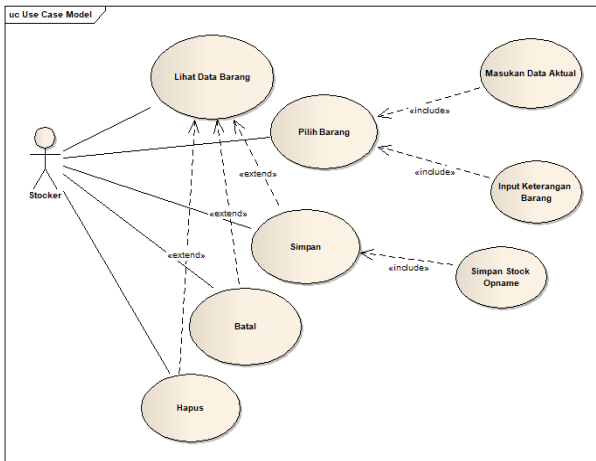 uc Use Case Model
Lihat Data Barang
Masukan Data Aktual
Pilih Barang
«include»
«include»
Input Keterangan
Barang
Stocker
«extend»
«extend»
«extend»
Simpan
«include»
Simpan Stock
Opname
Batal
Hapus